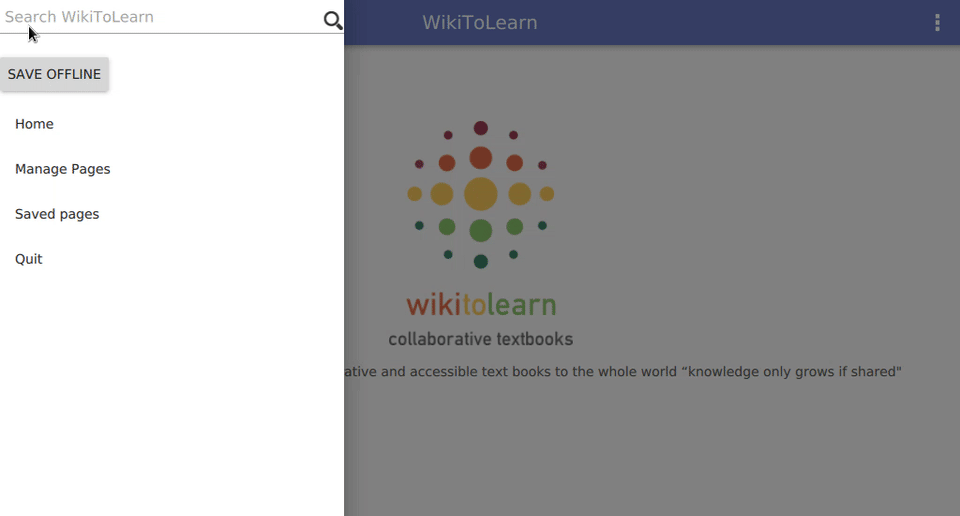 Search WikiToLearn
WikiToLearn
SAVE OFFLINE
Home
Manage Pages
Saved pages
Quit
wikitolearn
collaborative textbooks
ative and accessible text books to the whole world “knowledge only grows if shared"